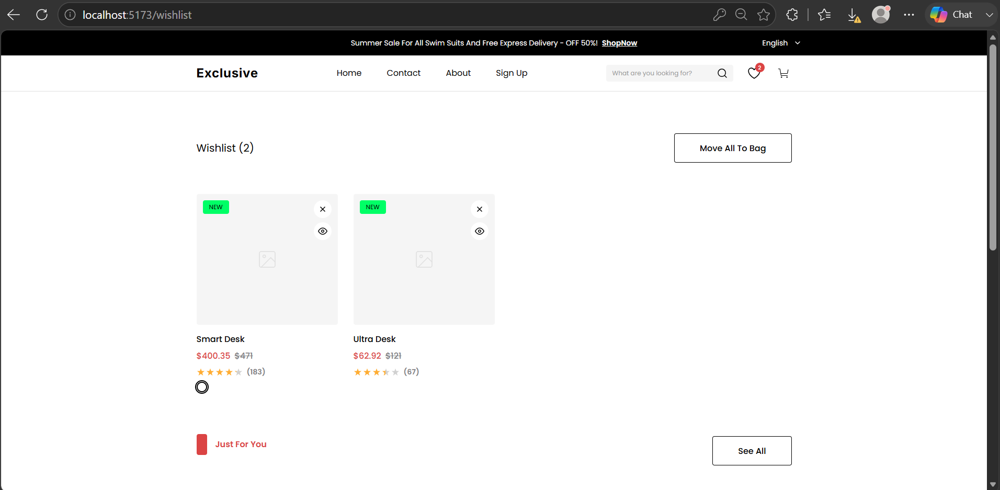 localhost:5173/wishlist
Chat
Summer Sale For All Swim Suits And Free Express Delivery - OFF 50%! ShopNow
English
Exclusive
Home
Contact
About
Sign Up
What are you looking for?
2
Wishlist (2)
Move All To Bag
NEW
NEW
Smart Desk
$400.35 $471
(183)
Ultra Desk
$62.92 $121
(67)
Just For You
See All